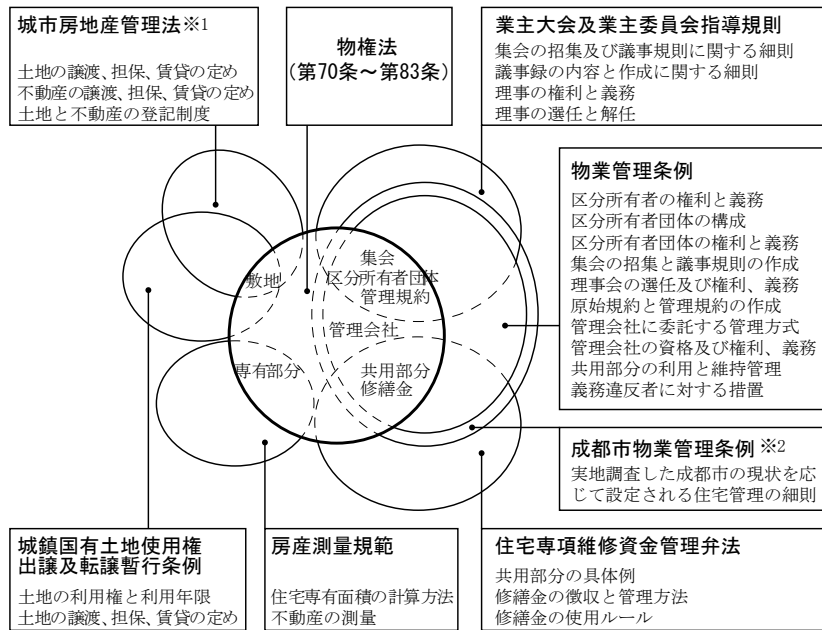 城市房地産管理法※1
土地の譲渡、担保、賃貸の定め
不動産の譲渡、担保、賃貸の定め
土地と不動産の登記制度
物権法
(第70条～第83条)
業主大会及業主委員会指導規則
集会の招集及び議事規則に関する細則
議事録の内容と作成に関する細則
理事の権利と義務
理事の選任と解任
物業管理条例
区分所有者の権利と義務
区分所有者団体の構成
区分所有者団体の権利と義務
集会の招集と議事規則の作成
理事会の選任及び権利、義務
原始規約と管理規約の作成
管理会社に委託する管理方式
管理会社の資格及び権利、義務
共用部分の利用と維持管理
義務違反者に対する措置
敷地
集会
区分所有者団体
管理規約
管理会社
専有部分
共用部分
修繕金
成都市物業管理条例 ※2
実地調査した成都市の現状を応
じて設定される住宅管理の細則
城鎮国有土地使用権
出譲及転譲暫行条例
土地の利用権と利用年限
土地の譲渡、担保、賃貸の定め
房産測量規範
住宅専有面積の計算方法
不動産の測量
住宅専項維修資金管理弁法
共用部分の具体例
修繕金の徴収と管理方法
修繕金の使用ルール